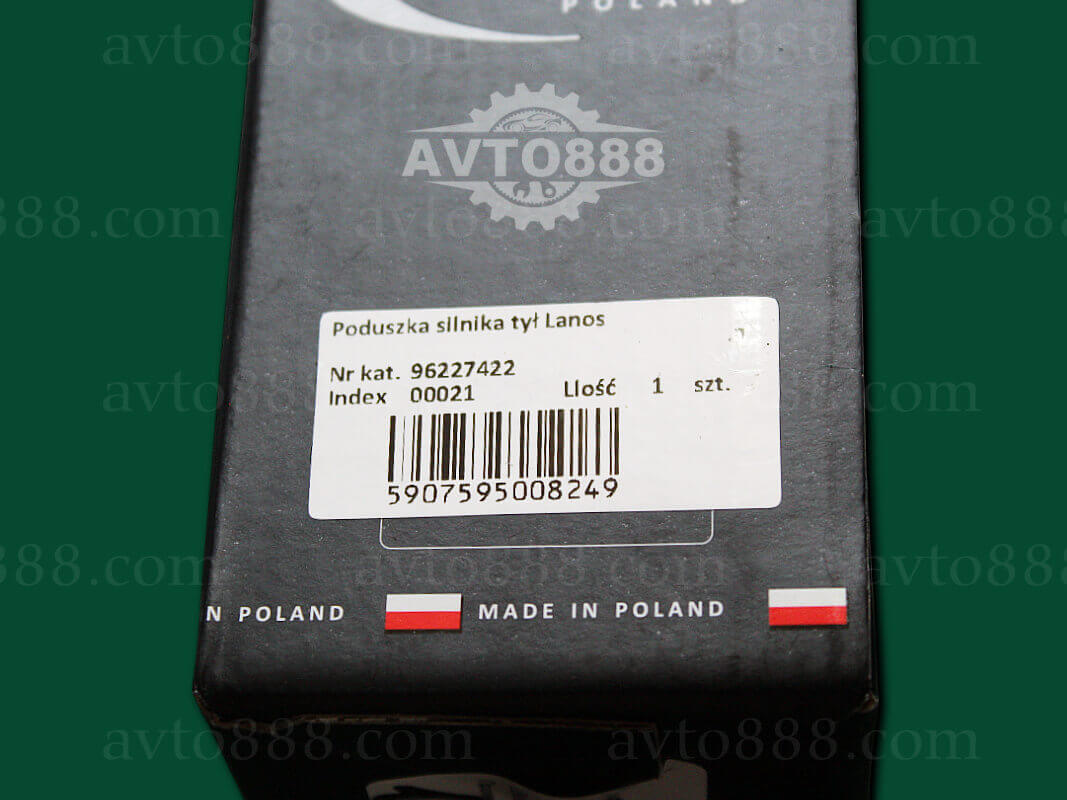 POLAND
avto888.com avto888.com
AVTO888
888.com avto888.com avto888.com
Poduszka silnika tył Lanos
Nr kat. 96227422
Index 00021 LIość 1 szt.
5907595008249
avto888.com avto888.com
888.com avto888.com avto888.com
N POLAND MADE IN POLAND
avto888.com avto888.com